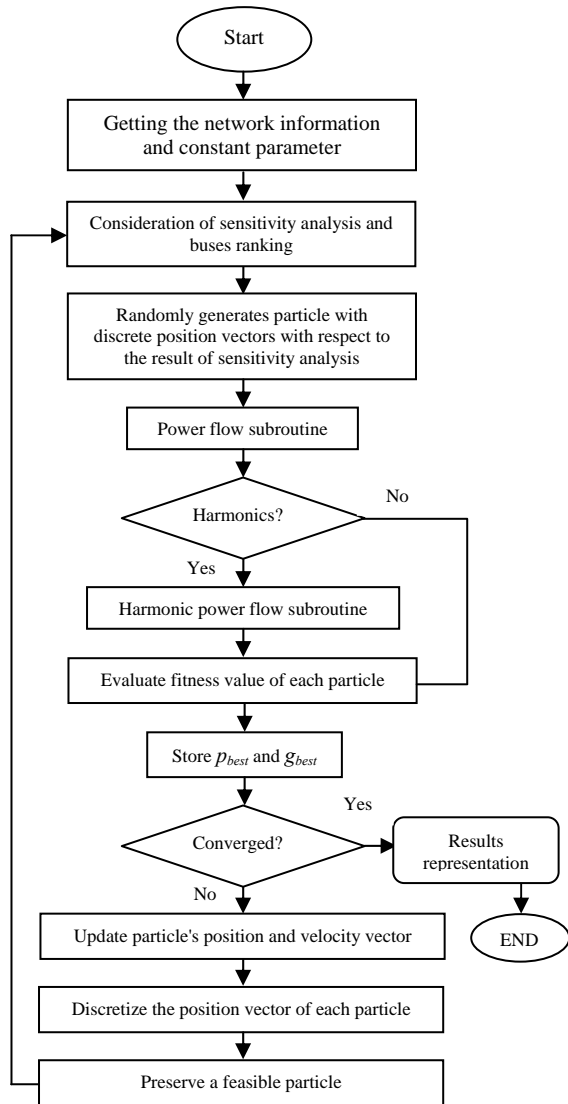 Start
Getting the network information
and constant parameter
Consideration of sensitivity analysis and
buses ranking
Randomly generates particle with
discrete position vectors with respect to
the result of sensitivity analysis
Power flow subroutine
No
Harmonics?
Yes
Harmonic power flow subroutine
Evaluate fitness value of each particle
Store pbest and gbest
Yes
Converged?
Results
representation
No
END
Update particle's position and velocity vector
Discretize the position vector of each particle
Preserve a feasible particle